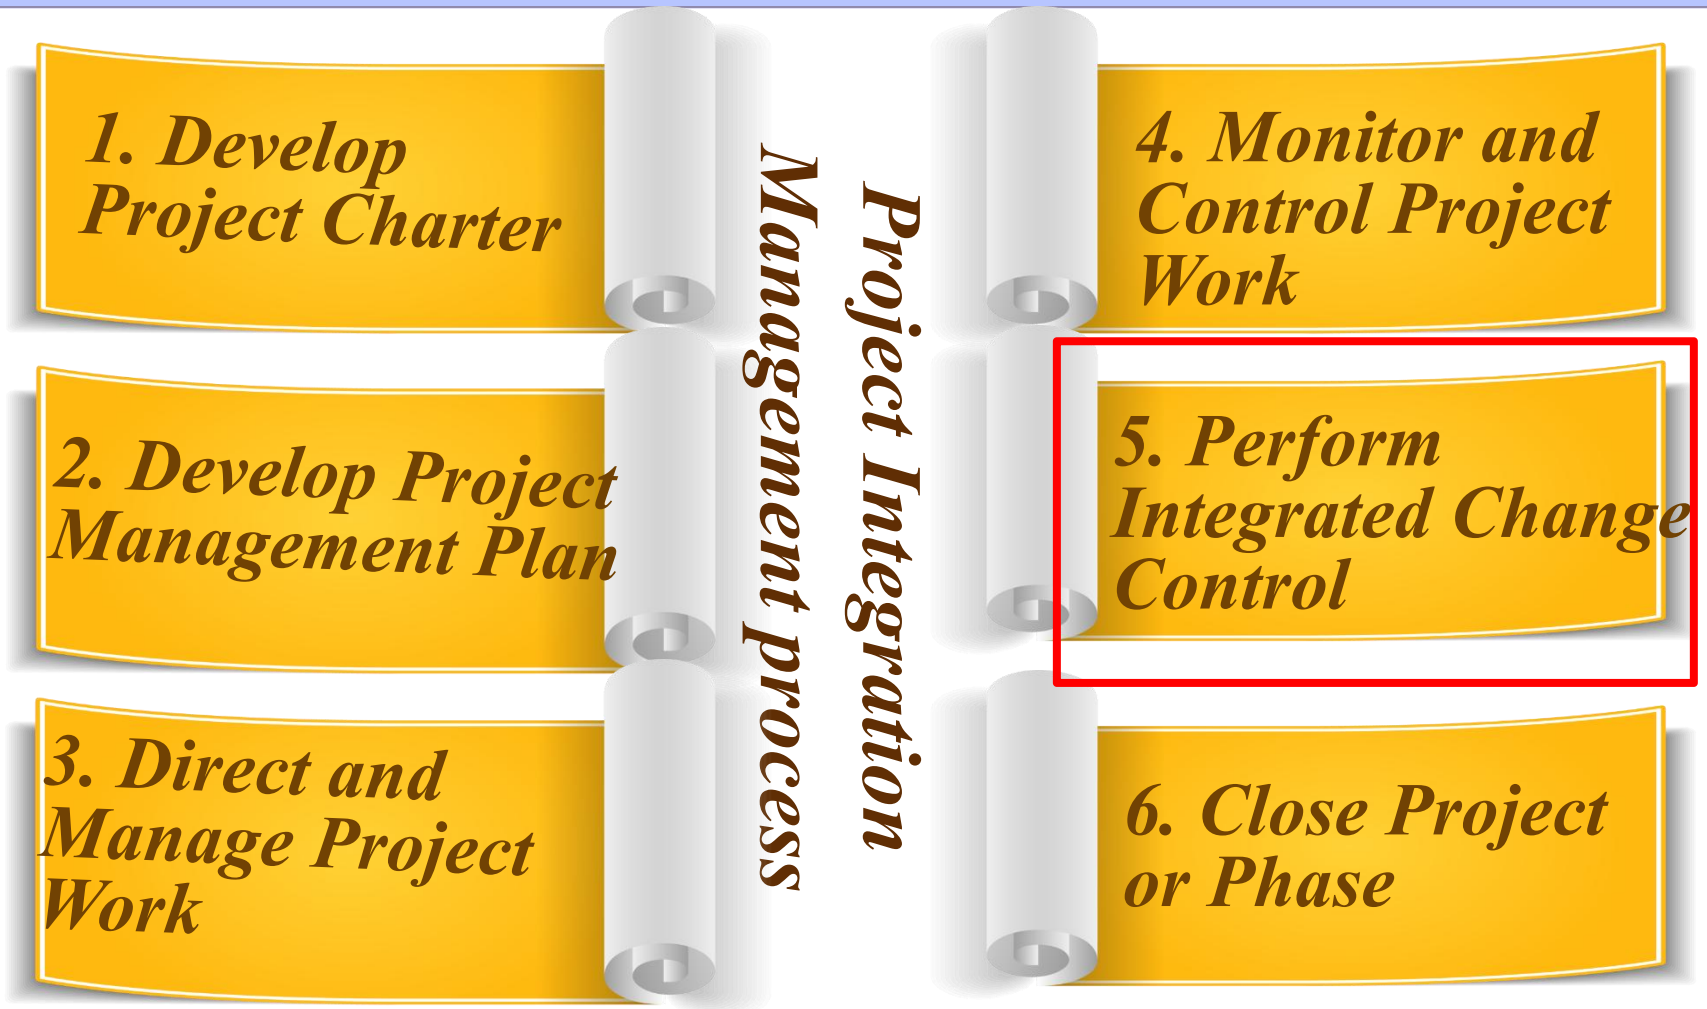 1. Develop
Project Charter
2. Develop Project
Management Plan
3. Direct and
Manage Project
Work
Project Integration
Management process
4. Monitor and
Control Project
Work
5. Perform
Integrated Change
Control
6. Close Project
or Phase